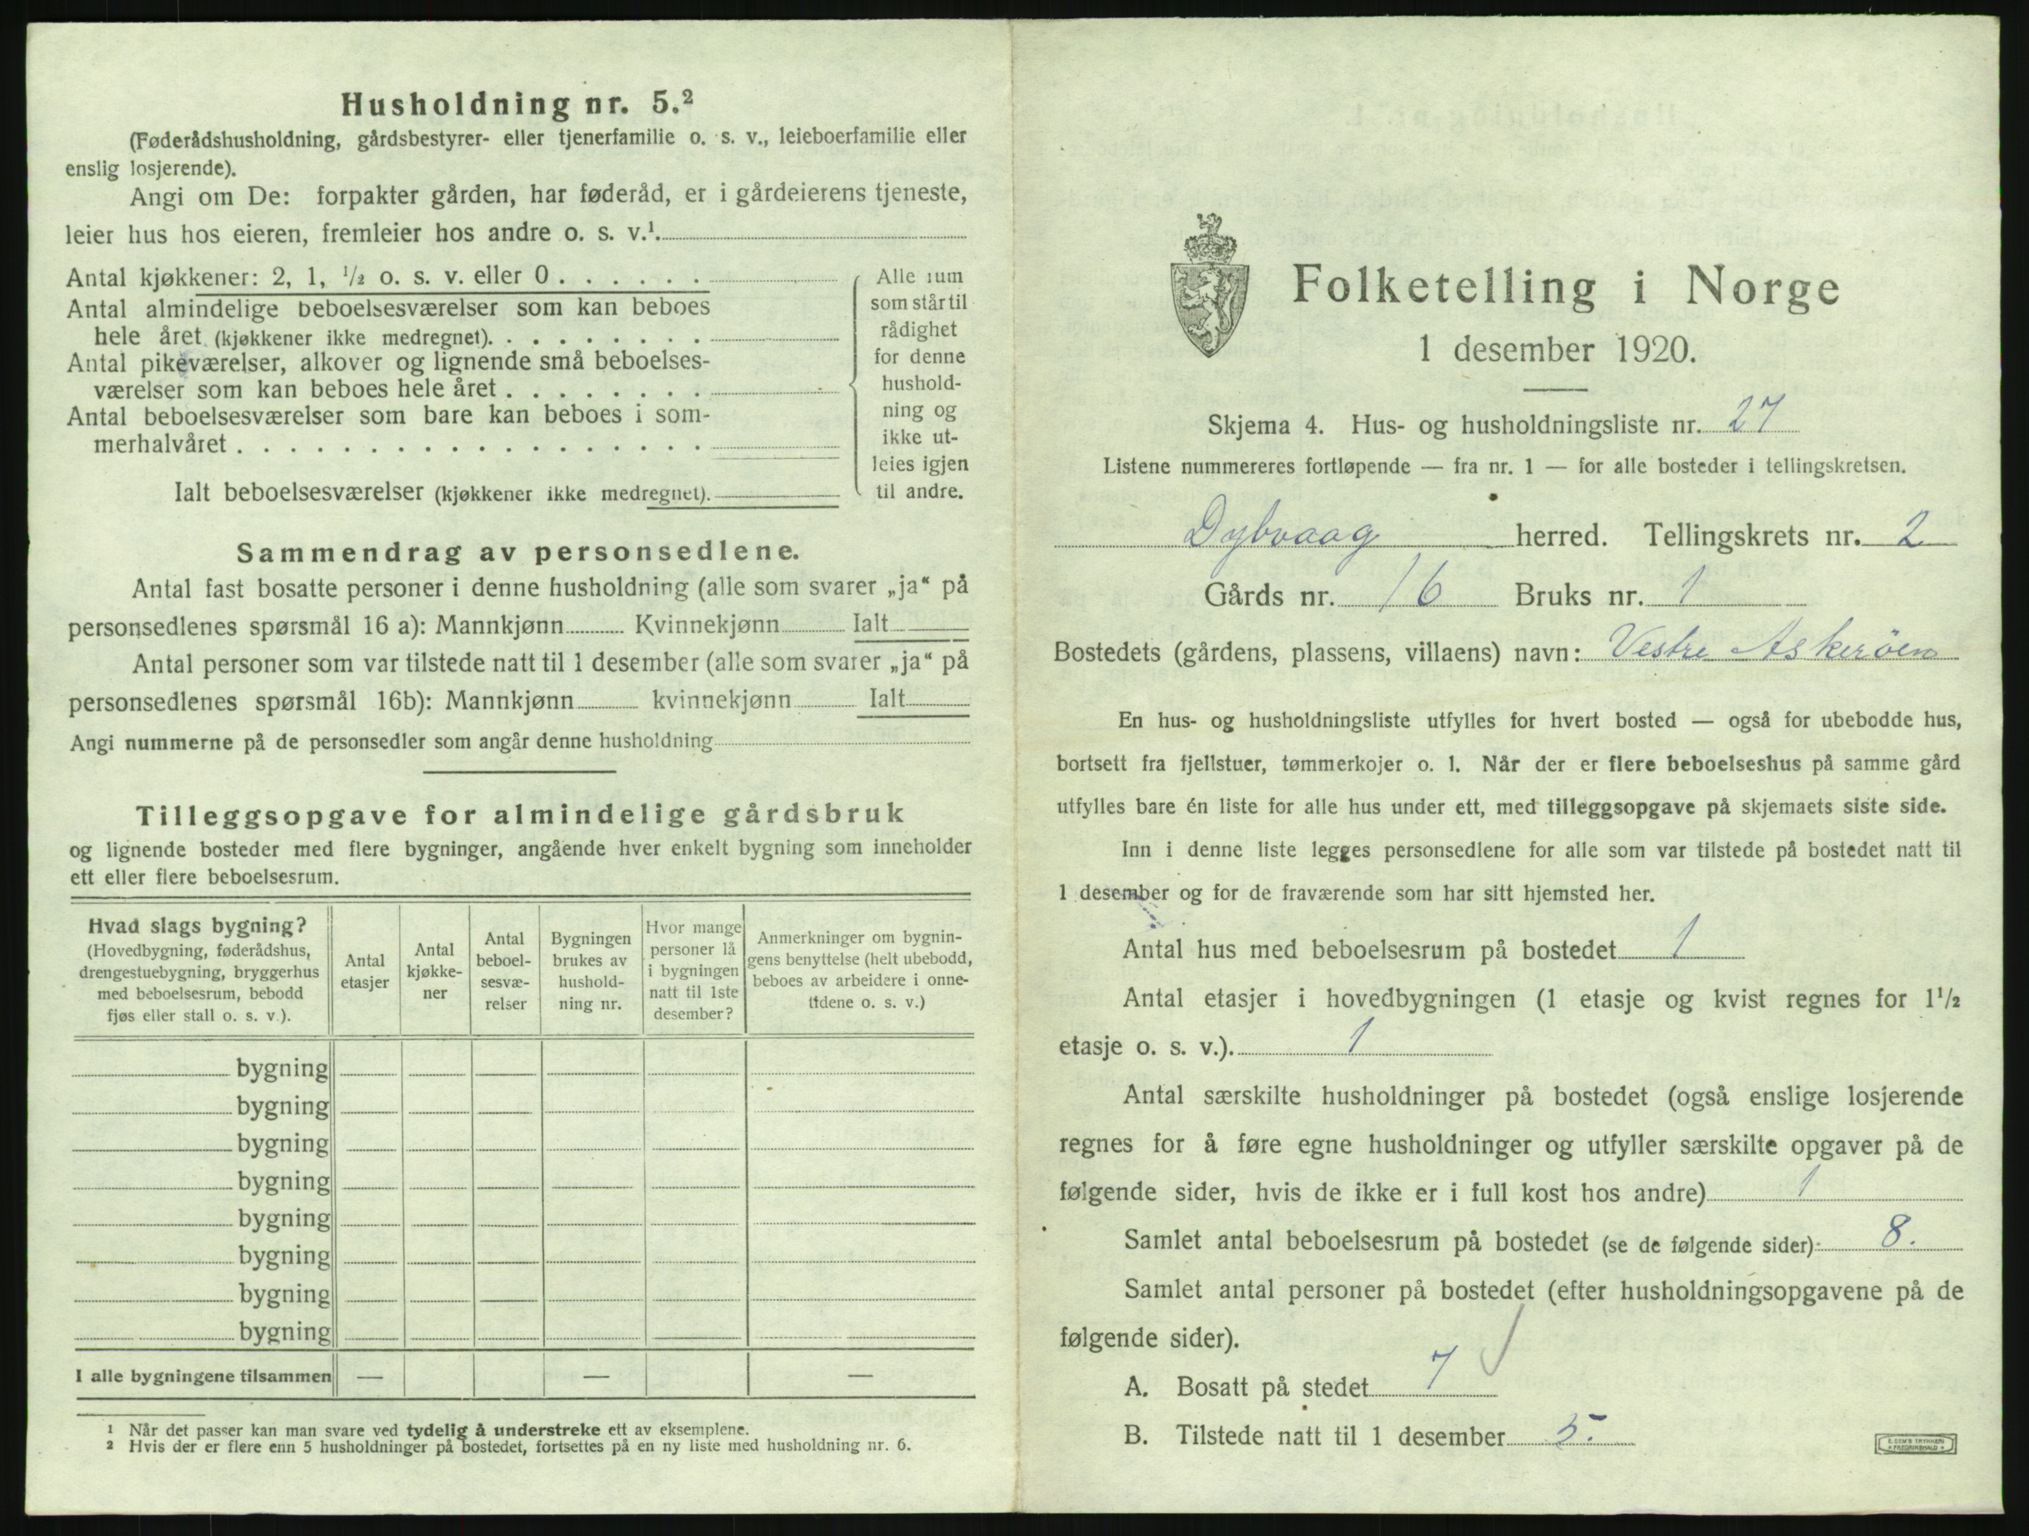 Husholdning nr. 5.²
(Føderådshusholdning, gårdsbestyrer- eller tjenerfamilie o. s. v., leieboerfamilie eller
enslig losjerende).
Angi om De: forpakter gården, har føderåd, er i gårdeierens tjeneste,
leier hus hos eieren, fremleier hos andre o. s. v.¹.
Antal kjøkkener: 2, 1, ½ o. s. v. eller 0 . . . . . .
Antal almindelige beboelsesværelser som kan beboes
hele året (kjøkkener ikke medregnet). . . . . . . . .
Antal pikeværelser, alkover og lignende små beboelses-
værelser som kan beboes hele året . . . . . . . .
Antal beboelsesværelser som bare kan beboes i som-
merhalvåret . . . . . . . . . . . . . . . . . .
Ialt beboelsesværelser (kjøkkener ikke medregnet).
Alle rum
som står til
rådighet
for denne
hushold-
ning og
ikke ut-
leies igjen
til andre.
Sammendrag av personsedlene.
Antal fast bosatte personer i denne husholdning (alle som svarer „ja“ på
personsedlenes spørsmål 16 a): Mannkjønn Kvinnekjønn Ialt
Antal personer som var tilstede natt til 1 desember (alle som svarer „ja“ på
personsedlenes spørsmål 16b): Mannkjønn kvinnekjønn Ialt
Angi nummerne på de personsedler som angår denne husholdning
Tilleggsopgave for almindelige gårdsbruk
og lignende bosteder med flere bygninger, angående hver enkelt bygning som inneholder
ett eller flere beboelsesrum.
Hvad slags bygning?
(Hovedbygning, føderådshus,
drengestuebygning, bryggerhus
med beboelsesrum, bebodd
fjøs eller stall o. s. v.).
Antal
etasjer
Antal
kjøkke-
ner
Antal
beboel-
sesvæ-
relser
Bygningen
brukes av
hushold-
ning nr.
Hvor mange
personer lå
i bygningen
natt til 1ste
desember?
Anmerkninger om bygnin-
gens benyttelse (helt ubebodd,
beboes av arbeidere i onne-
tidene o. s. v.)
bygning
bygning
bygning
bygning
bygning
bygning
bygning
bygning
I alle bygningene tilsammen — — —
¹ Når det passer kan man svare ved tydelig å understreke ett av eksemplene.
² Hvis der er flere enn 5 husholdninger på bostedet, fortsettes på en ny liste med husholdning nr. 6.
Folketelling i Norge
1 desember 1920.
Skjema 4. Hus- og husholdningsliste nr. 27
Listene nummereres fortløpende — fra nr. 1 — for alle bosteder i tellingskretsen.
Dybvaag herred. Tellingskrets nr. 2
Gårds nr. 16 Bruks nr. 1
Bostedets (gårdens, plassens, villaens) navn: Vestre Askerøen
En hus- og husholdningsliste utfylles for hvert bosted — også for ubebodde hus,
bortsett fra fjellstuer, tømmerkojer o. l. Når der er flere beboelseshus på samme gård
utfylles bare én liste for alle hus under ett, med tilleggsopgave på skjemaets siste side.
Inn i denne liste legges personsedlene for alle som var tilstede på bostedet natt til
1 desember og for de fraværende som har sitt hjemsted her.
Antal hus med beboelsesrum på bostedet 1
Antal etasjer i hovedbygningen (1 etasje og kvist regnes for 1½
etasje o. s. v.). 1
Antal særskilte husholdninger på bostedet (også enslige losjerende
regnes for å føre egne husholdninger og utfyller særskilte opgaver på de
følgende sider, hvis de ikke er i full kost hos andre) 1
Samlet antal beboelsesrum på bostedet (se de følgende sider) 8.
Samlet antal personer på bostedet (efter husholdningsopgavene på de
følgende sider).
A. Bosatt på stedet 7
B. Tilstede natt til 1 desember 5.